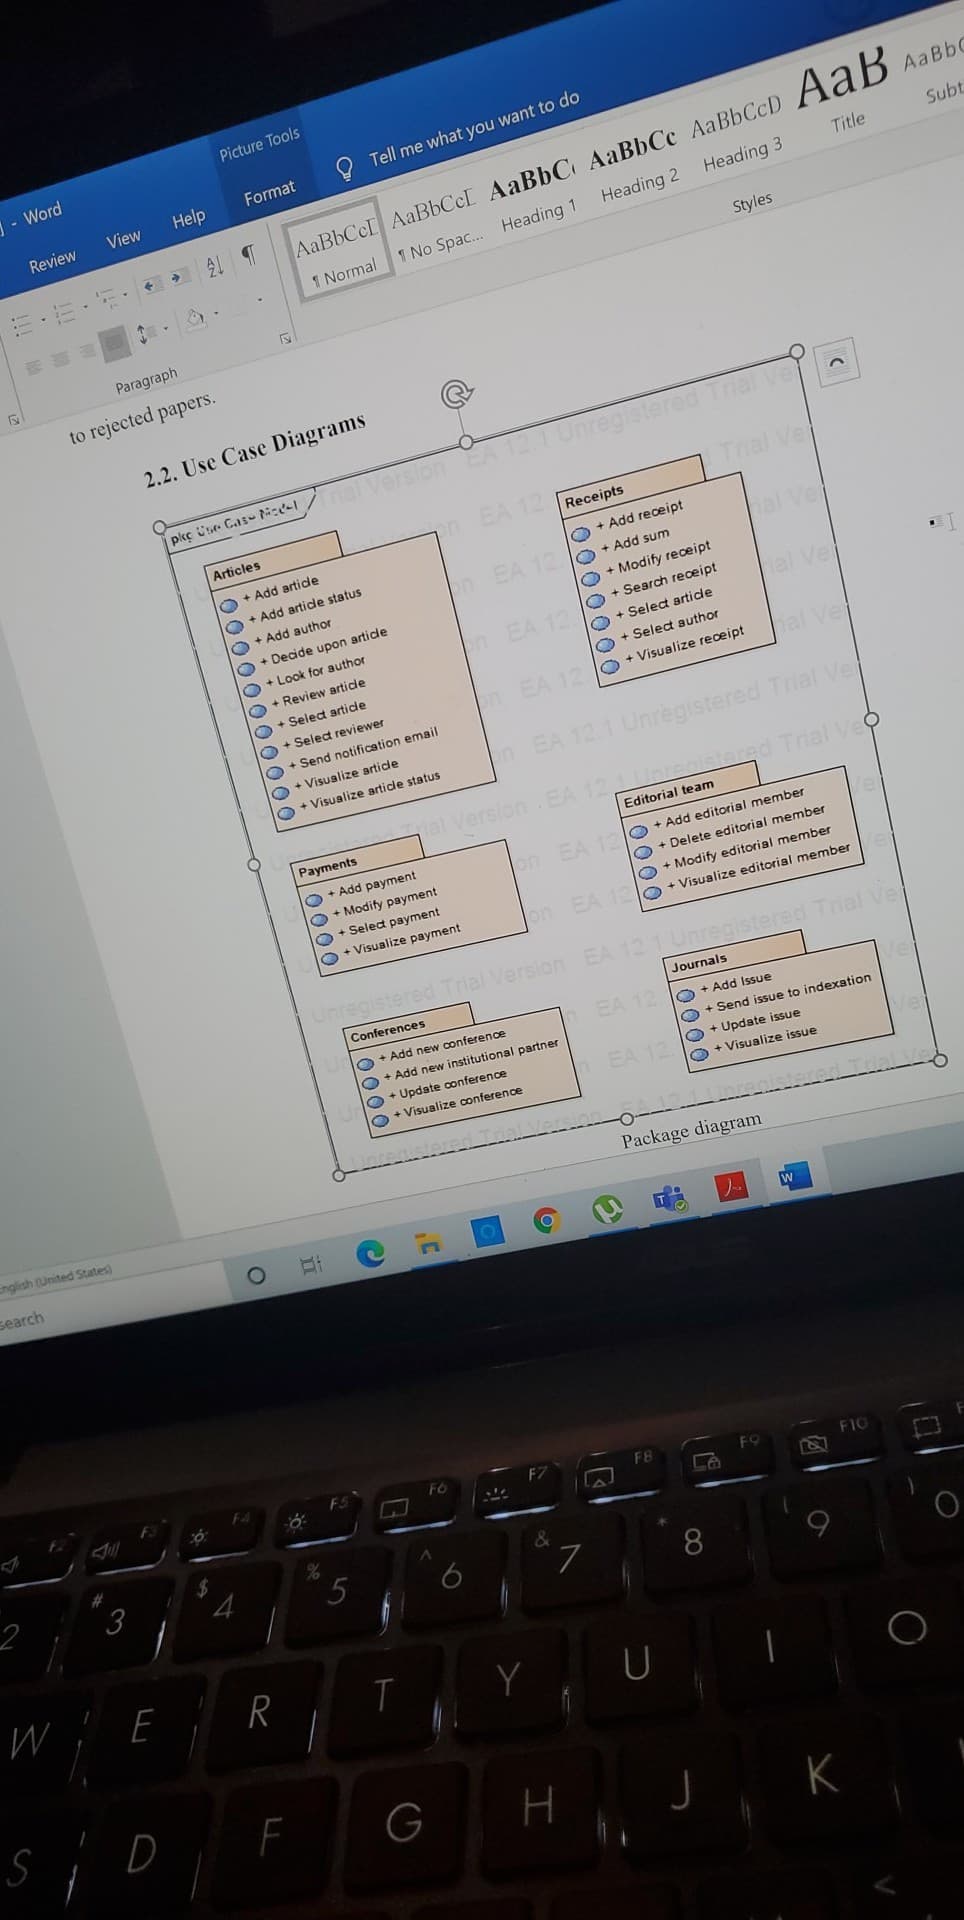 - Word
Picture Tools
Tell me what you want to do
Review
View
Help
Format
AaBbCcD
AaBbC
AaBbCc
AaBbCcD
AaB
¶ Normal
¶ No Spac...
Heading 1
Heading 2
Heading 3
Title
Paragraph
Styles
to rejected papers.
2.2. Use Case Diagrams
pkg Use Case Model
Articles
+ Add article
+ Add article status
+ Add author
+ Decide upon article
+ Look for author
+ Review article
+ Select article
+ Select reviewer
+ Send notification email
+ Visualize article
+ Visualize article status
Receipts
+ Add receipt
+ Add sum
+ Modify receipt
+ Search receipt
+ Select article
+ Select author
+ Visualize receipt
Payments
+ Add payment
+ Modify payment
+ Select payment
+ Visualize payment
Editorial team
+ Add editorial member
+ Delete editorial member
+ Modify editorial member
+ Visualize editorial member
Conferences
+ Add new conference
+ Add new institutional partner
+ Update conference
+ Visualize conference
Journals
+ Add Issue
+ Send issue to indexation
+ Update issue
+ Visualize issue
EA 12.1 Unregistered Trial
Unregistered Trial Version EA 12.1 Unregistered Trial
Package diagram
English (United States)
search
F2 F3 F4 F5 F6 F7 F8 F9 F10
2 # 3 $ 4 % 5 ^ 6 & 7 * 8 ( 9 ) 0
W E R T Y U I O
S D F G H J K
<